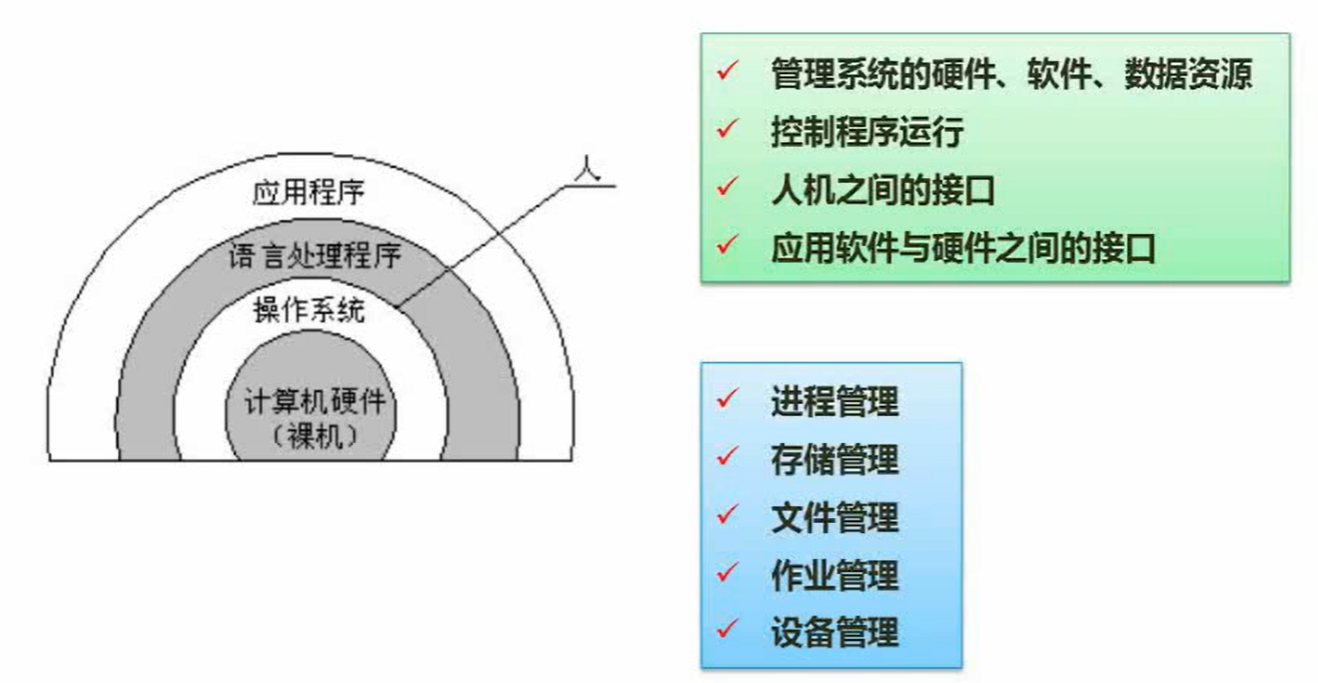 应用程序
语言处理程序
操作系统
计算机硬件
（裸机）
人
管理系统的硬件、软件、数据资源
控制程序运行
人机之间的接口
应用软件与硬件之间的接口
进程管理
存储管理
文件管理
作业管理
设备管理